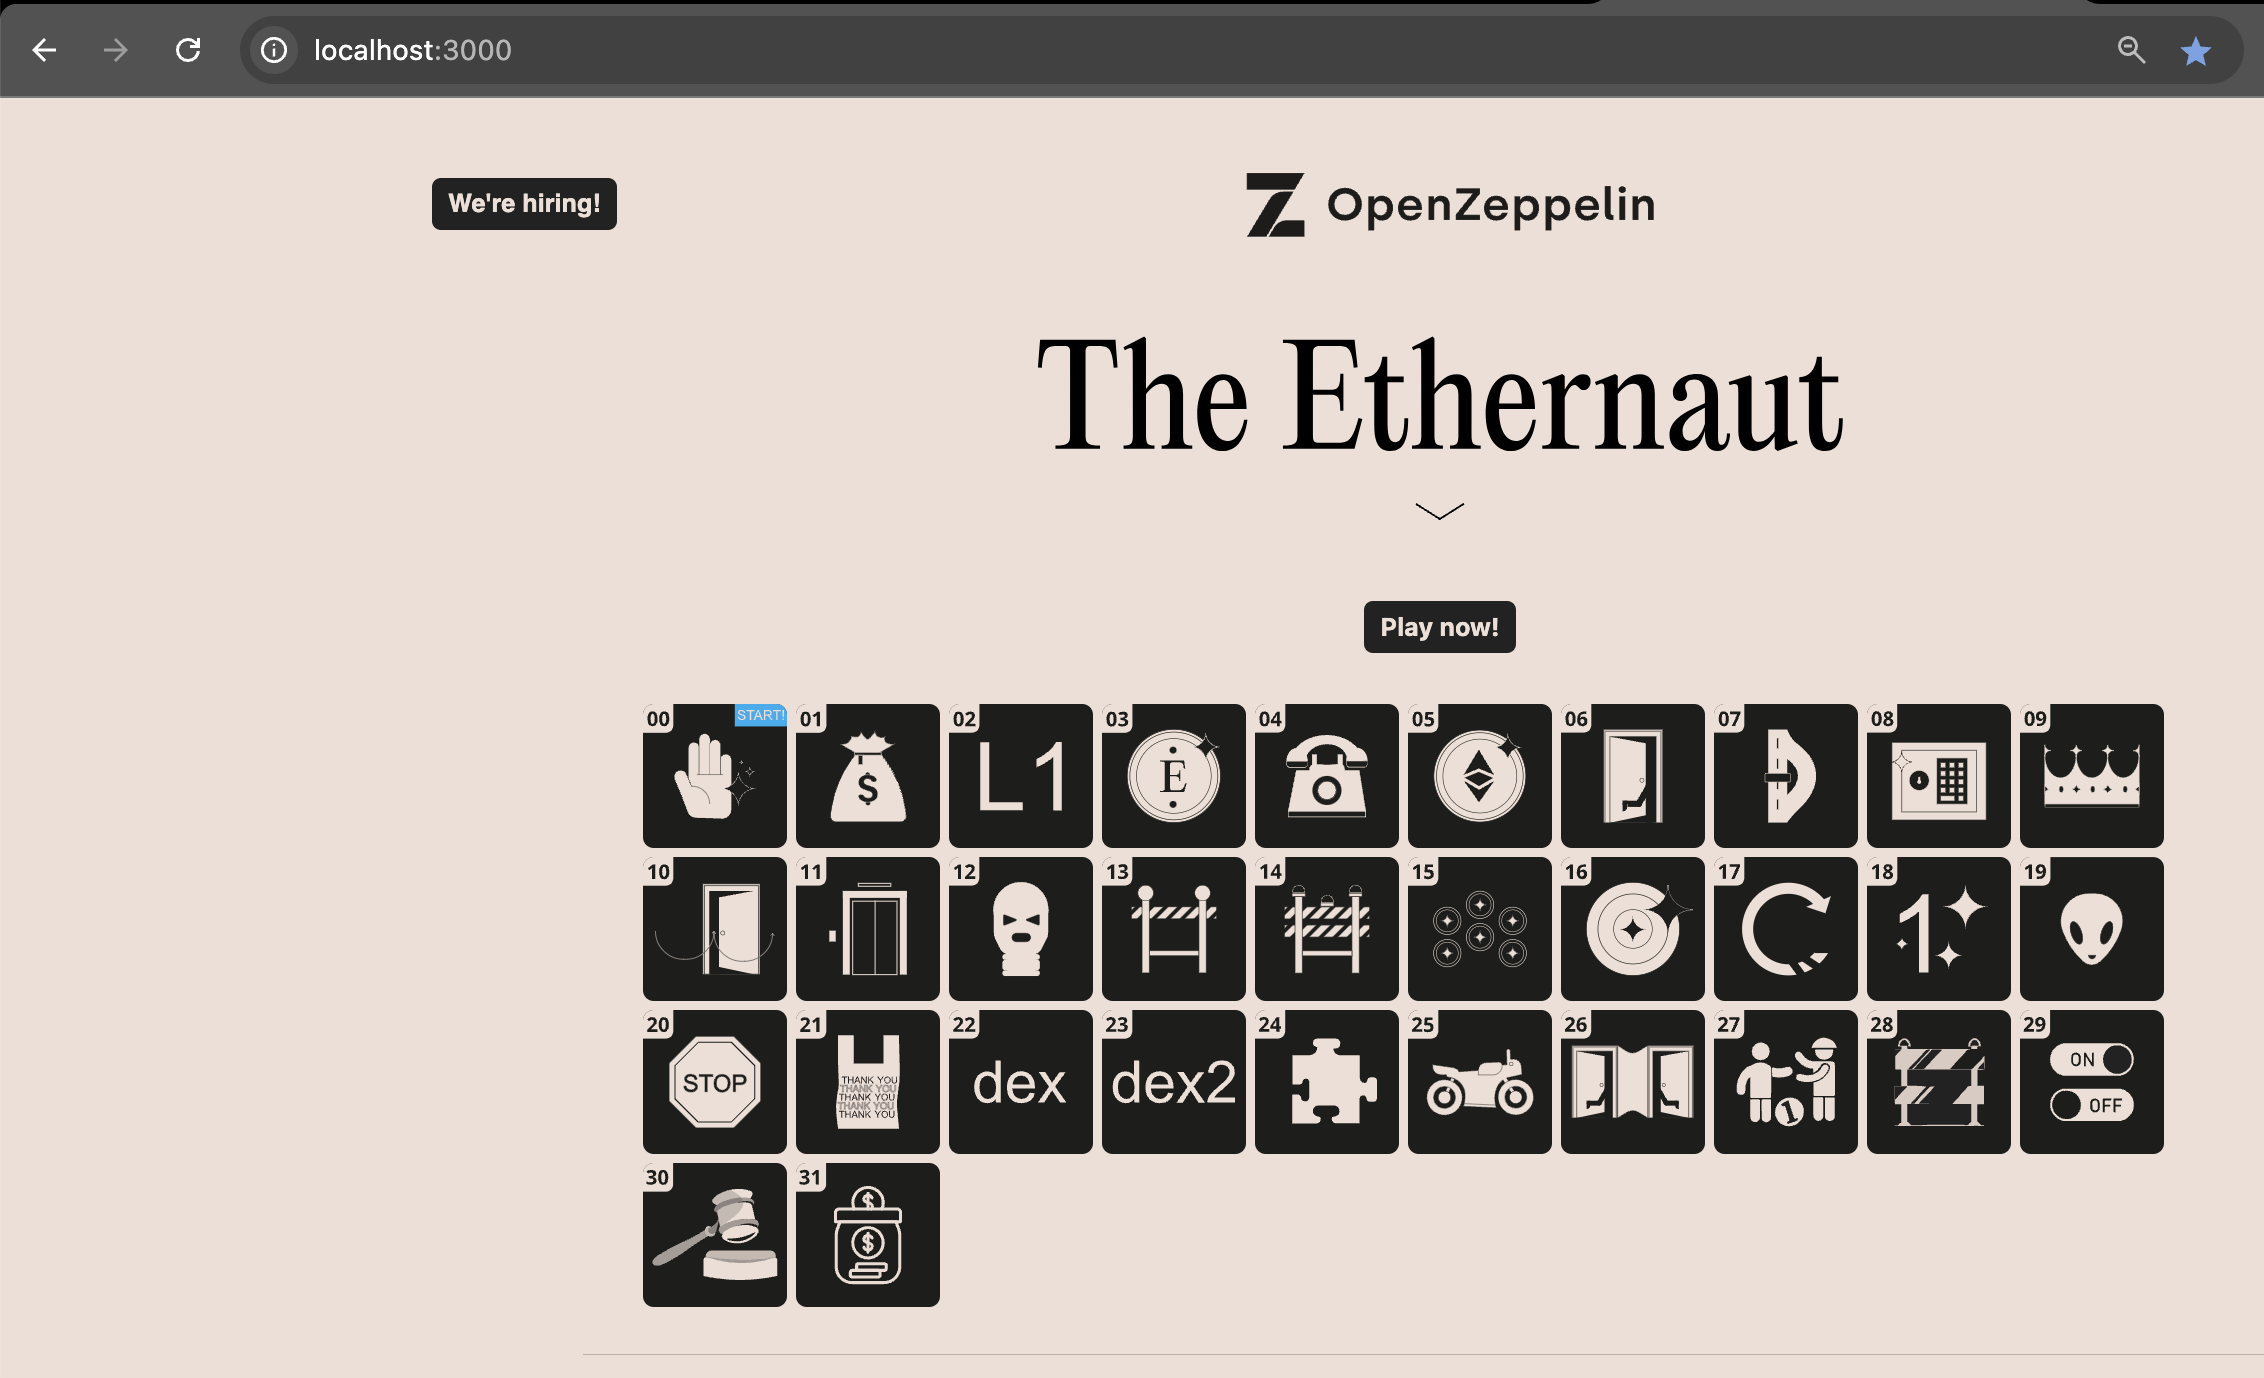 localhost:3000
We're hiring!
OpenZeppelin
The Ethernaut
Play now!
00 START! 01 02 03 04 05 06 07 08 09
$ L1 E
10 11 12 13 14 15 16 17 18 19
1
20 21 22 23 24 25 26 27 28 29
STOP
THANK YOU
THANK YOU
THANK YOU
THANK YOU
THANK YOU
dex dex2 1
ON
OFF
30 31
$
$